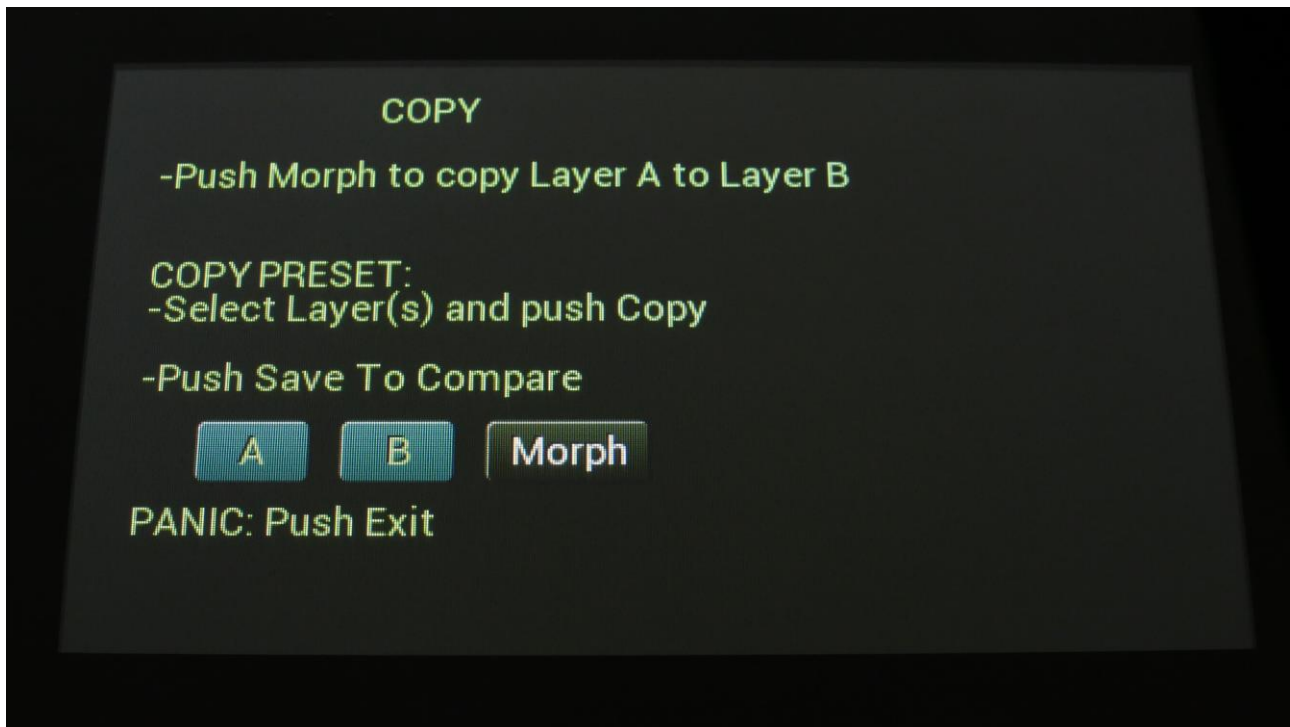 COPY
-Push Morph to copy Layer A to Layer B
COPY PRESET:
-Select Layer(s) and push Copy
-Push Save To Compare
A B Morph
PANIC: Push Exit